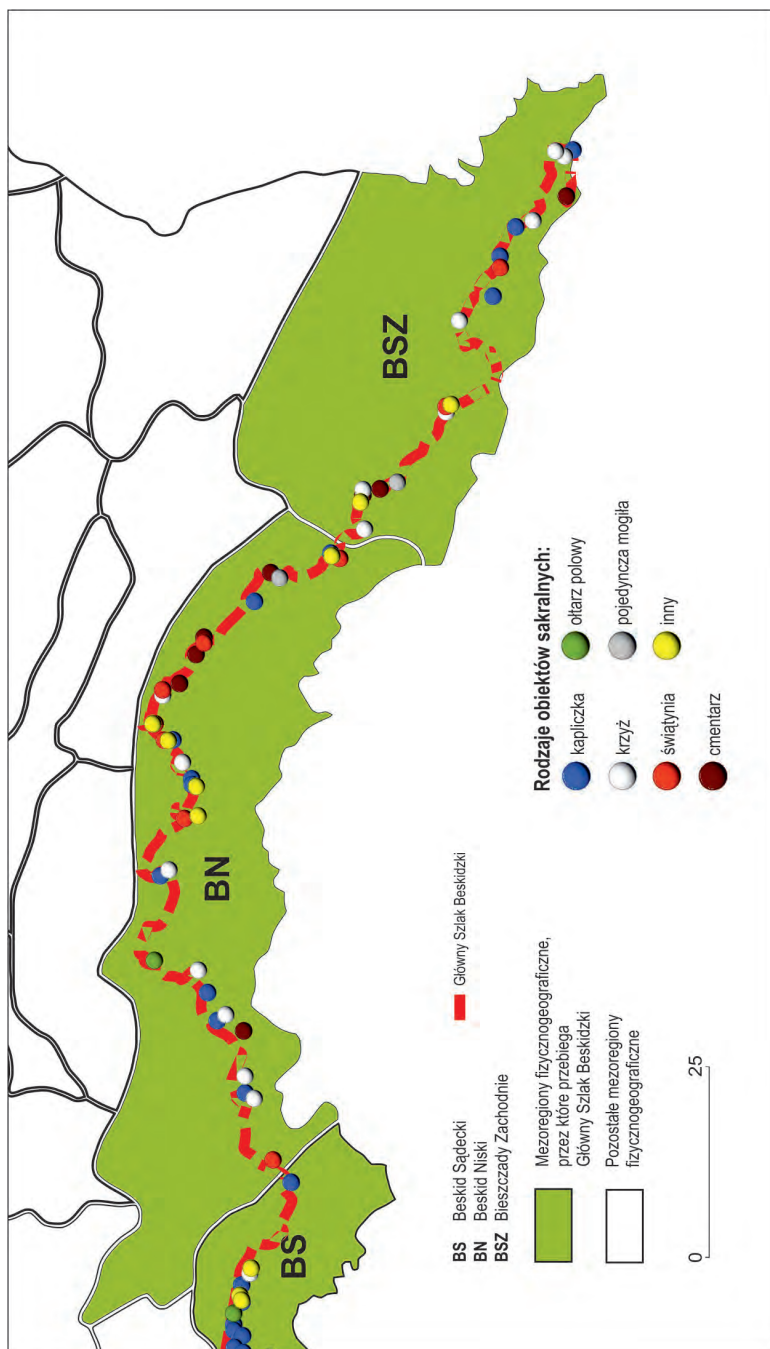 BS
BN
BSZ
BS Beskid Sądecki
BN Beskid Niski
BSZ Bieszczady Zachodnie
Główny Szlak Beskidzki
Mezoregiony fizycznogeograficzne,
przez które przebiega
Główny Szlak Beskidzki
Pozostałe mezoregiony
fizycznogeograficzne
0 25
Rodzaje obiektów sakralnych:
kapliczka
krzyż
świątynia
cmentarz
ołtarz polowy
pojedyncza mogiła
inny